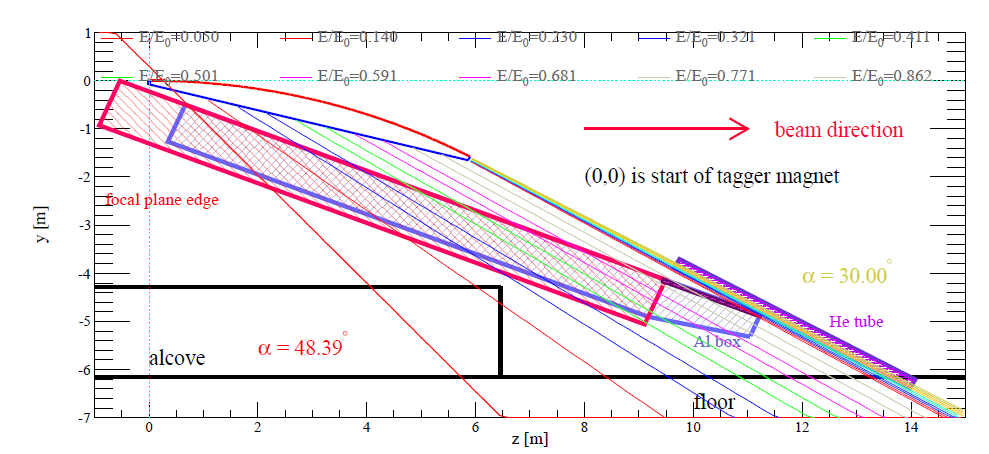 E/E0=0.050 E/E0=0.140 E/E0=0.230 E/E0=0.321 E/E0=0.411
E/E0=0.501 E/E0=0.591 E/E0=0.681 E/E0=0.771 E/E0=0.862
1
0
-1
-2
-3
-4
-5
-6
-7
y [m]
beam direction
(0,0) is start of tagger magnet
focal plane edge
α = 30.00°
He tube
Al box
α = 48.39°
alcove
floor
0 2 4 6 8 10 12 14
z [m]